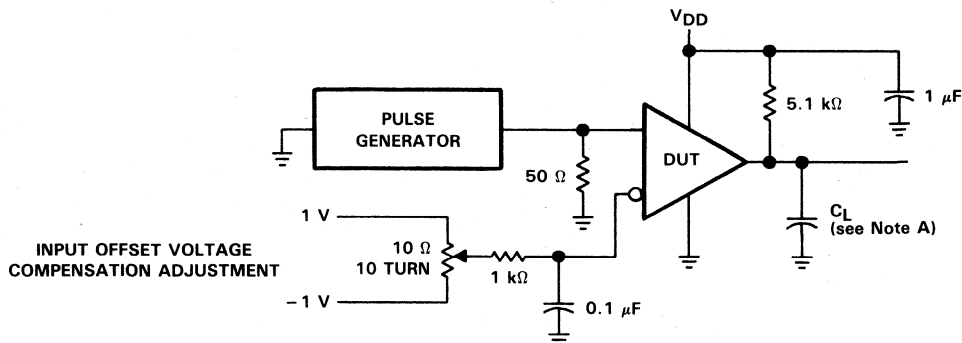 VDD
5.1 kΩ
1 μF
PULSE
GENERATOR
DUT
50 Ω
1 V
CL
(see Note A)
INPUT OFFSET VOLTAGE
COMPENSATION ADJUSTMENT
10 Ω
10 TURN
1 kΩ
−1 V
0.1 μF